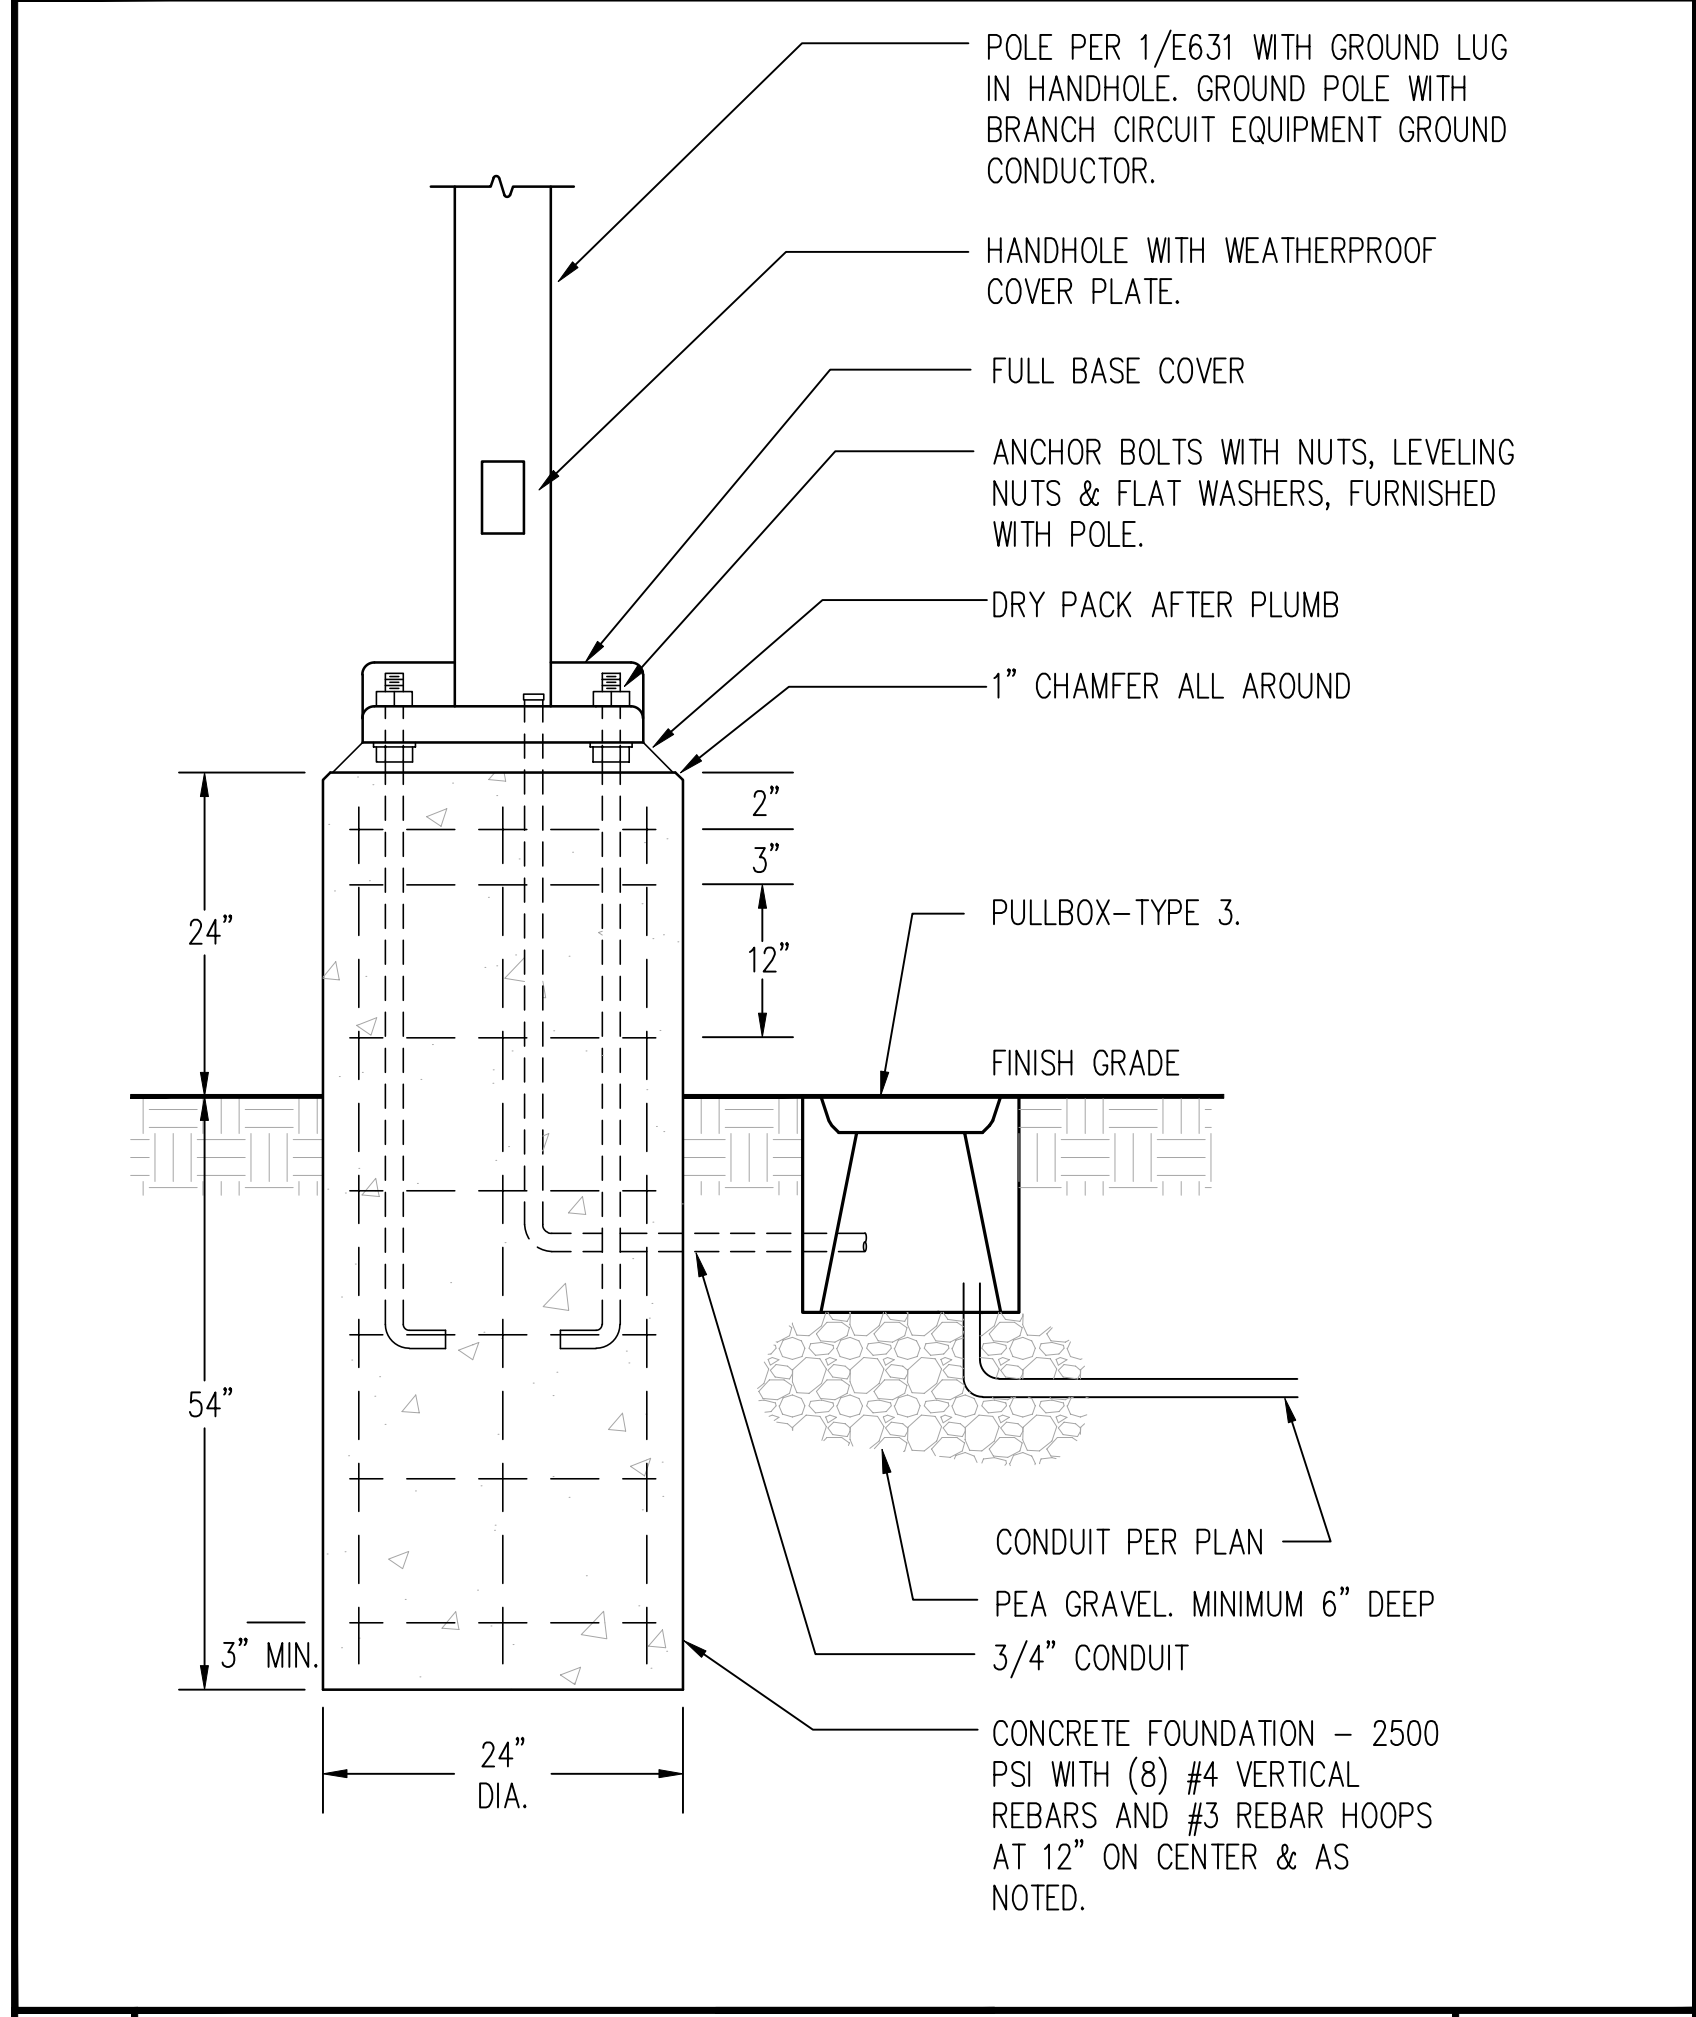 POLE PER 1/E631 WITH GROUND LUG
IN HANDHOLE. GROUND POLE WITH
BRANCH CIRCUIT EQUIPMENT GROUND
CONDUCTOR.
HANDHOLE WITH WEATHERPROOF
COVER PLATE.
FULL BASE COVER
ANCHOR BOLTS WITH NUTS, LEVELING
NUTS & FLAT WASHERS, FURNISHED
WITH POLE.
DRY PACK AFTER PLUMB
1" CHAMFER ALL AROUND
2"
3"
24"
12"
PULLBOX-TYPE 3.
FINISH GRADE
54"
CONDUIT PER PLAN
PEA GRAVEL. MINIMUM 6" DEEP
3" MIN.
3/4" CONDUIT
24"
DIA.
CONCRETE FOUNDATION - 2500
PSI WITH (8) #4 VERTICAL
REBARS AND #3 REBAR HOOPS
AT 12" ON CENTER & AS
NOTED.